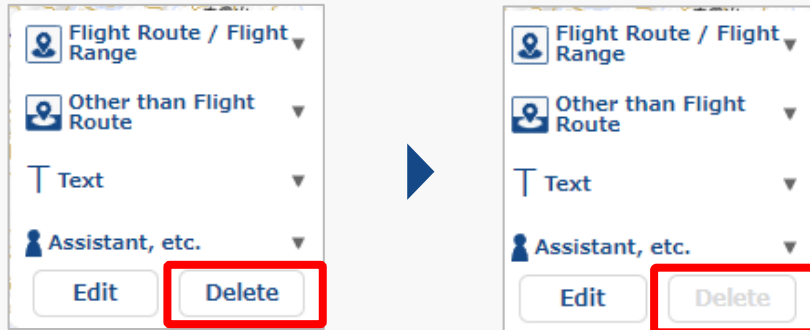 Flight Route / Flight
Range
Other than Flight
Route
Text
Assistant, etc.
Edit
Delete
Flight Route / Flight
Range
Other than Flight
Route
Text
Assistant, etc.
Edit
Delete